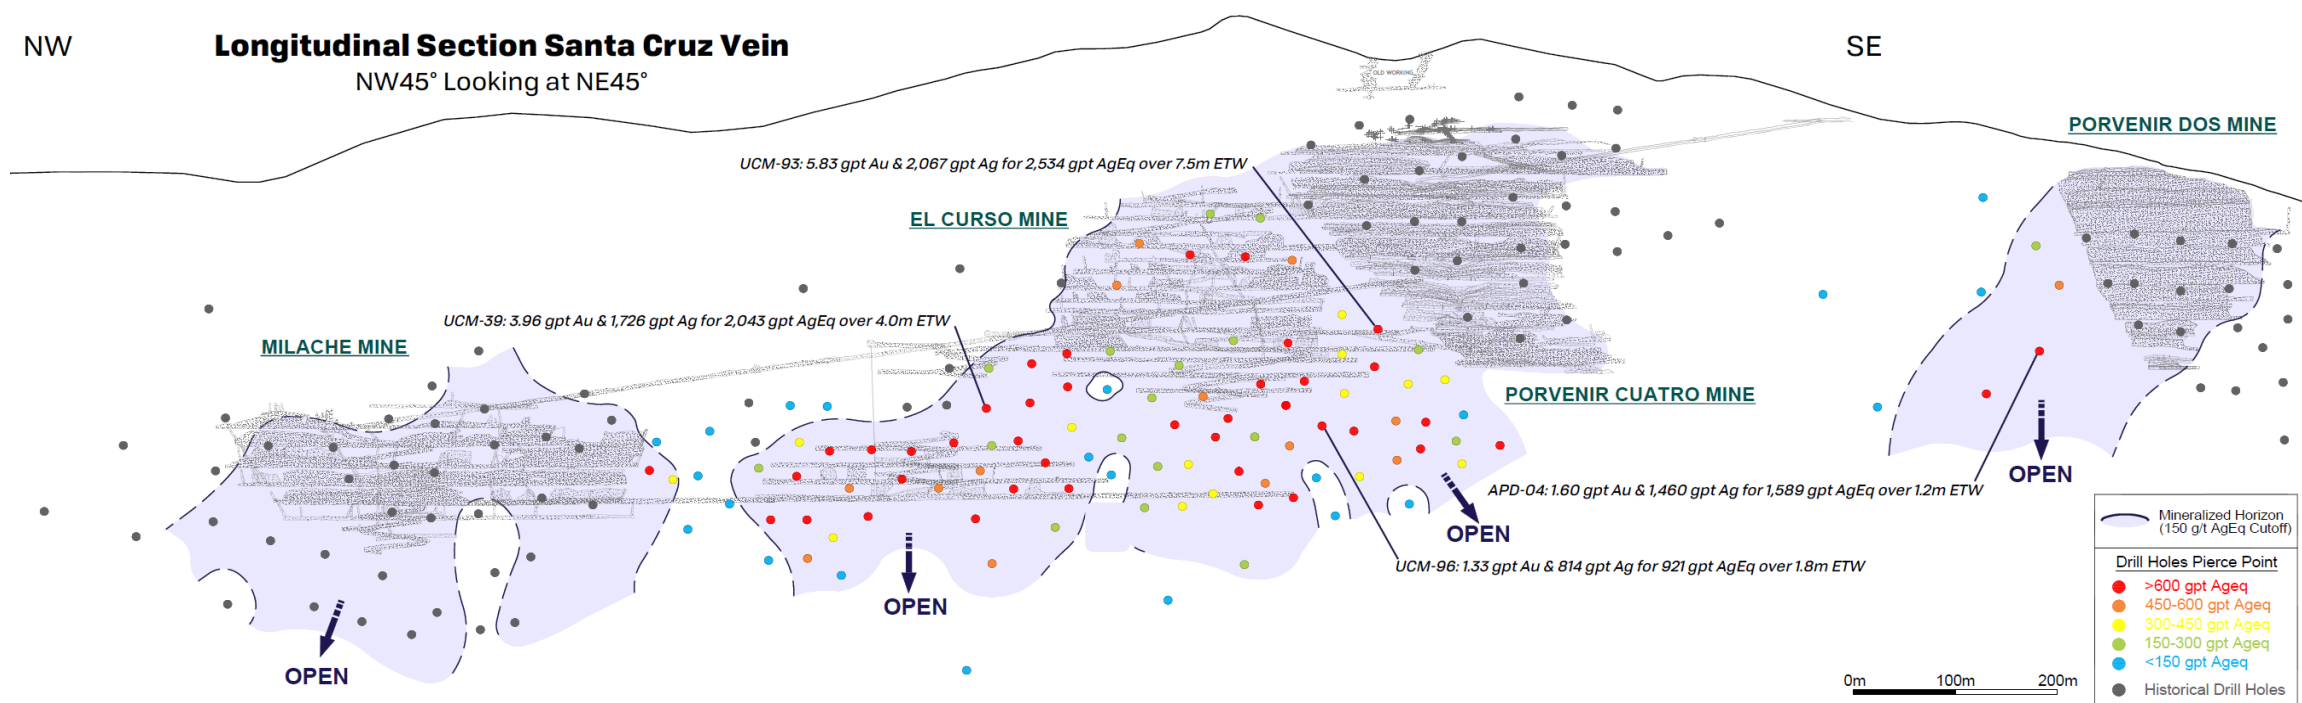 NW
Longitudinal Section Santa Cruz Vein
NW45° Looking at NE45°
SE
OLD WORKING
PORVENIR DOS MINE
UCM-93: 5.83 gpt Au & 2,067 gpt Ag for 2,534 gpt AgEq over 7.5m ETW
EL CURSO MINE
UCM-39: 3.96 gpt Au & 1,726 gpt Ag for 2,043 gpt AgEq over 4.0m ETW
MILACHE MINE
PORVENIR CUATRO MINE
OPEN
APD-04: 1.60 gpt Au & 1,460 gpt Ag for 1,589 gpt AgEq over 1.2m ETW
OPEN
UCM-96: 1.33 gpt Au & 814 gpt Ag for 921 gpt AgEq over 1.8m ETW
OPEN
OPEN
Mineralized Horizon
(150 g/t AgEq Cutoff)
Drill Holes Pierce Point
>600 gpt Ageq
450-600 gpt Ageq
300-450 gpt Ageq
150-300 gpt Ageq
<150 gpt Ageq
Historical Drill Holes
0m 100m 200m